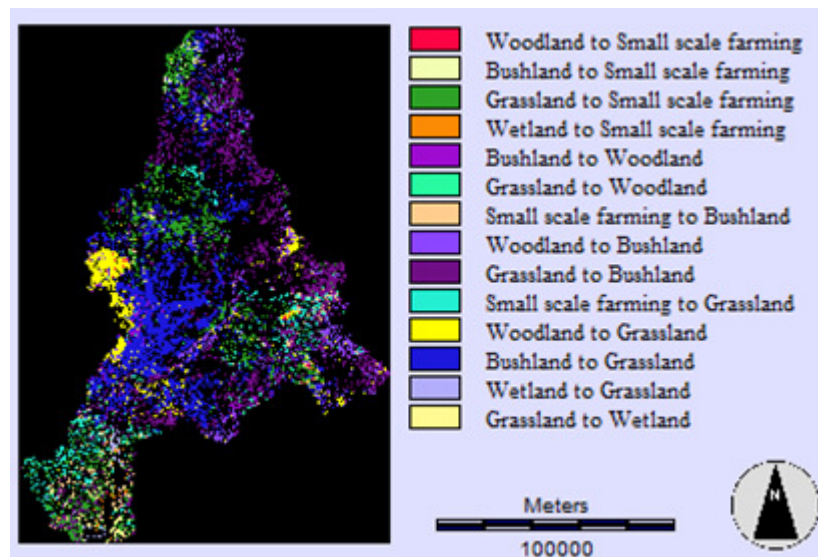 Woodland to Small scale farming
Bushland to Small scale farming
Grassland to Small scale farming
Wetland to Small scale farming
Bushland to Woodland
Grassland to Woodland
Small scale farming to Bushland
Woodland to Bushland
Grassland to Bushland
Small scale farming to Grassland
Woodland to Grassland
Bushland to Grassland
Wetland to Grassland
Grassland to Wetland
N
Meters
100000